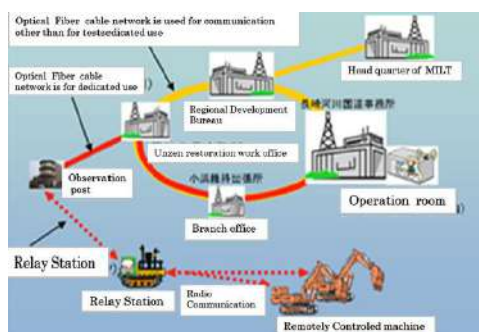 Optical Fiber cable network is used for communication
other than for testsedicated use
Optical Fiber cable
network is for dedicated use
Head quarter of MILT
Regional Development
Bureau
長崎河川国道事務所
Unzen restoration work office
小浜維持出張所
Observation
post
Operation room
Branch office
Relay Station
Relay Station
Radio
Communication
Remotely Controled machine